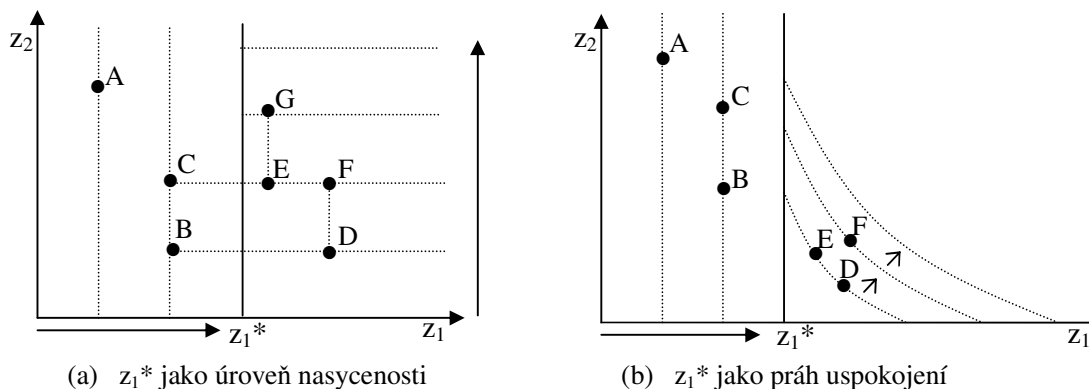 z₂
A
G
C
E
F
B
D
z₁*
z₁
(a) z₁* jako úroveň nasycenosti
z₂
A
C
B
F
E
D
z₁*
z₁
(b) z₁* jako práh uspokojení